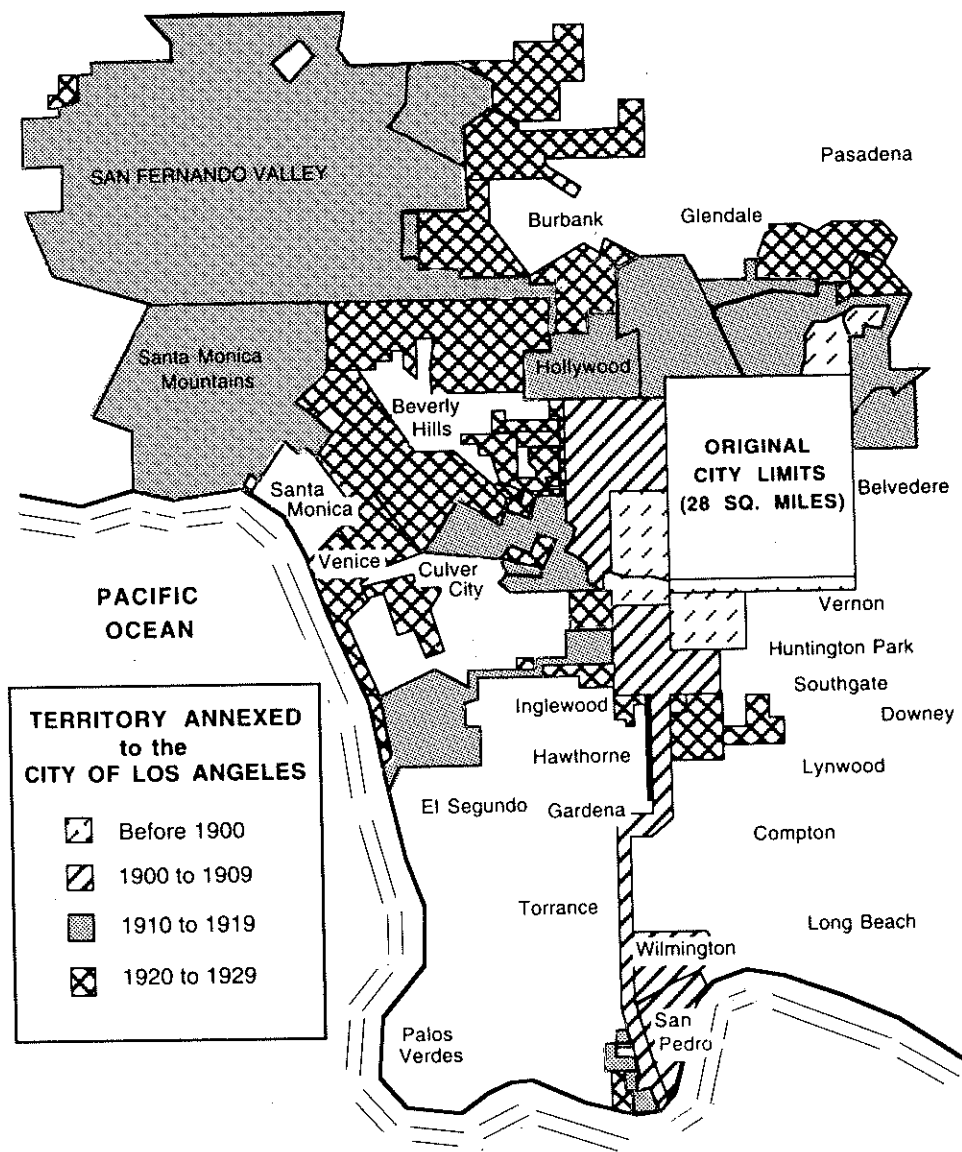 Pasadena
SAN FERNANDO VALLEY
Burbank
Glendale
Santa Monica
Mountains
Hollywood
Beverly
Hills
ORIGINAL
CITY LIMITS
(28 SQ. MILES)
Belvedere
Santa
Monica
Venice
Culver
City
PACIFIC
OCEAN
Vernon
Huntington Park
Southgate
Inglewood
Downey
Hawthorne
Lynwood
El Segundo
Gardena
Compton
Torrance
Long Beach
Wilmington
San
Pedro
Palos
Verdes
TERRITORY ANNEXED
to the
CITY OF LOS ANGELES
Before 1900
1900 to 1909
1910 to 1919
1920 to 1929